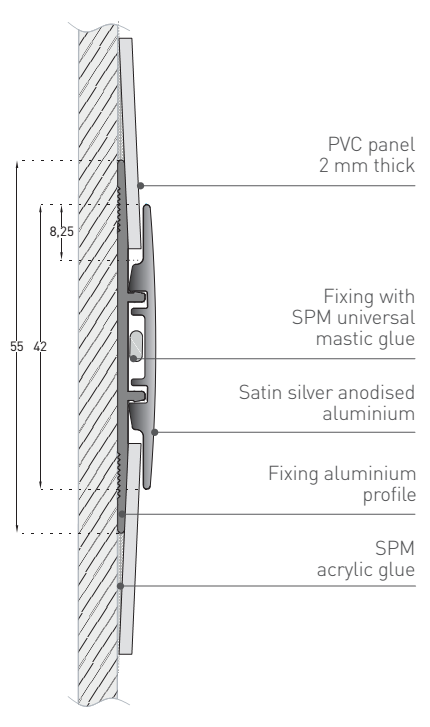 PVC panel
2 mm thick
8,25
Fixing with
SPM universal
mastic glue
55
42
Satin silver anodised
aluminium
Fixing aluminium
profile
SPM
acrylic glue